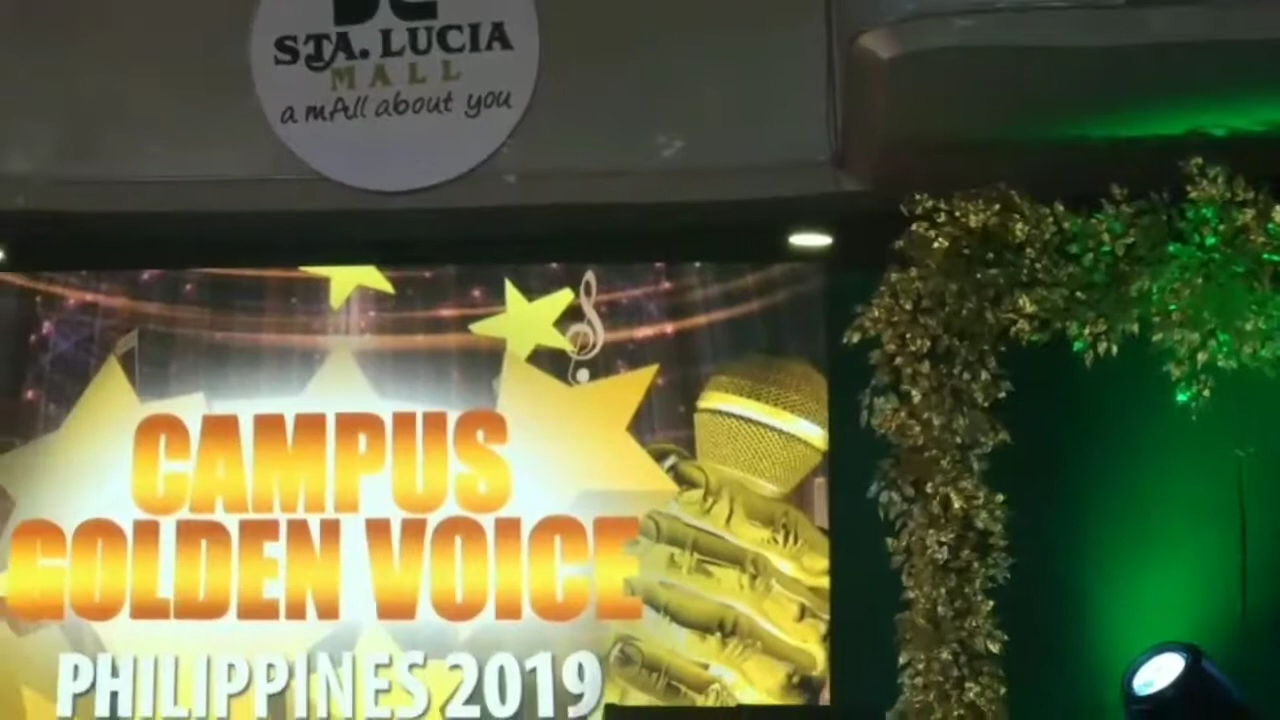 STA. LUCIA
MALL
a mAll about you
CAMPUS
GOLDEN VOICE
PHILIPPINES 2019